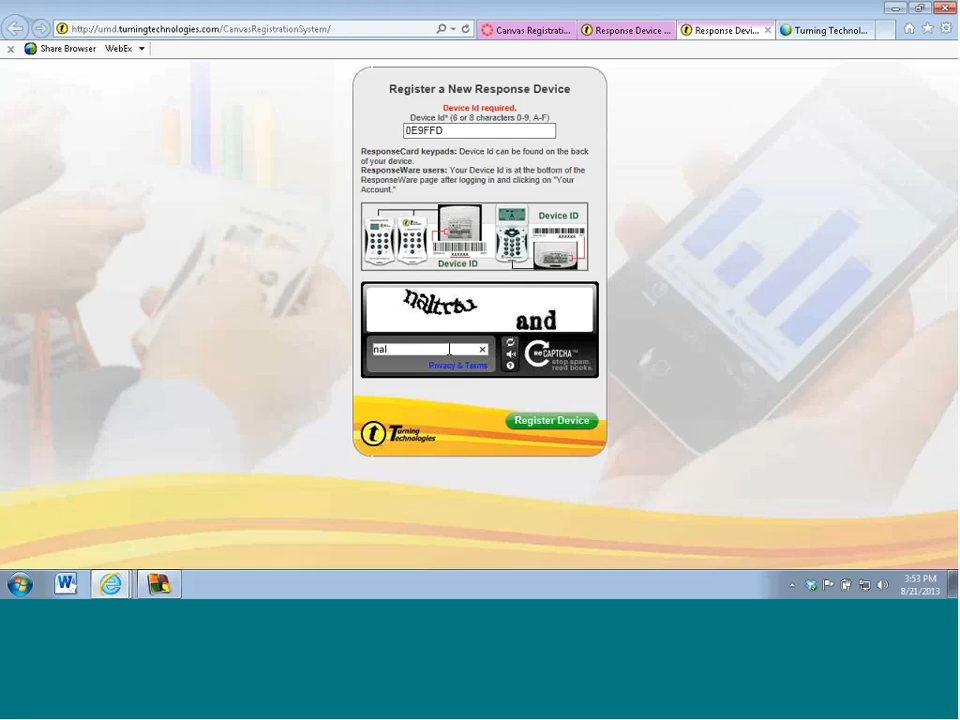 http://umd.turningtechnologies.com/CanvasRegistrationSystem/
Canvas Registrati...
Response Device ...
Response Devi...
Turning Technol...
Share Browser WebEx
Register a New Response Device
Device Id required.
Device Id* (6 or 8 characters 0-9, A-F)
0E9FFD
ResponseCard keypads: Device Id can be found on the back
of your device.
ResponseWare users: Your Device Id is at the bottom of the
ResponseWare page after logging in and clicking on "Your
Account."
Device ID
XXXXXX
XXXXXX
Device ID
and
nal
Privacy & Terms
reCAPTCHA™
stop spam.
read books.
Register Device
Turning
Technologies
3:53 PM
8/21/2013